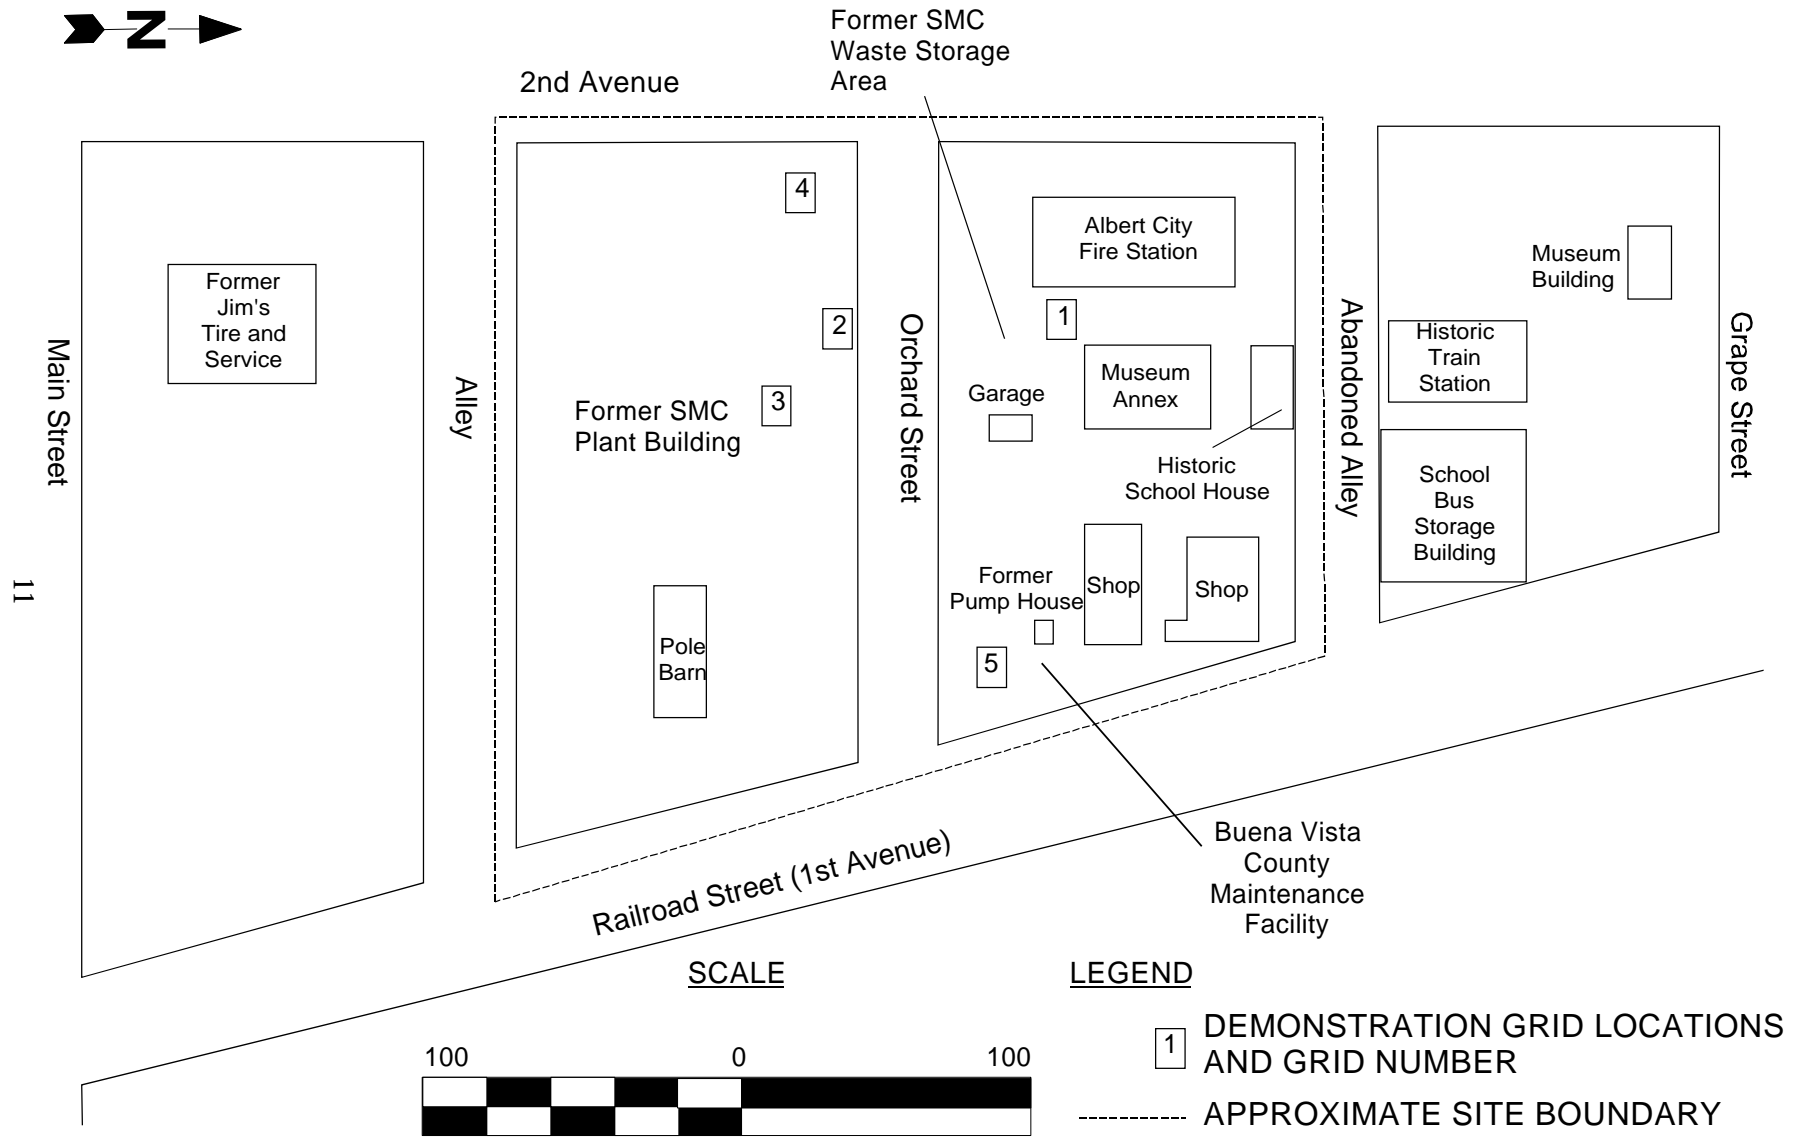 N
Former SMC
Waste Storage
Area
2nd Avenue
4
Albert City
Fire Station
Museum
Building
Former
Jim's
Tire and
Service
2
1
Historic
Train
Station
Main Street
Alley
Orchard Street
Abandoned Alley
Grape Street
3
Former SMC
Plant Building
Garage
Museum
Annex
Historic
School House
School
Bus
Storage
Building
11
Former
Pump House
Shop
Shop
Pole
Barn
5
Railroad Street (1st Avenue)
Buena Vista
County
Maintenance
Facility
SCALE
100 0 100
LEGEND
1 DEMONSTRATION GRID LOCATIONS
AND GRID NUMBER
APPROXIMATE SITE BOUNDARY